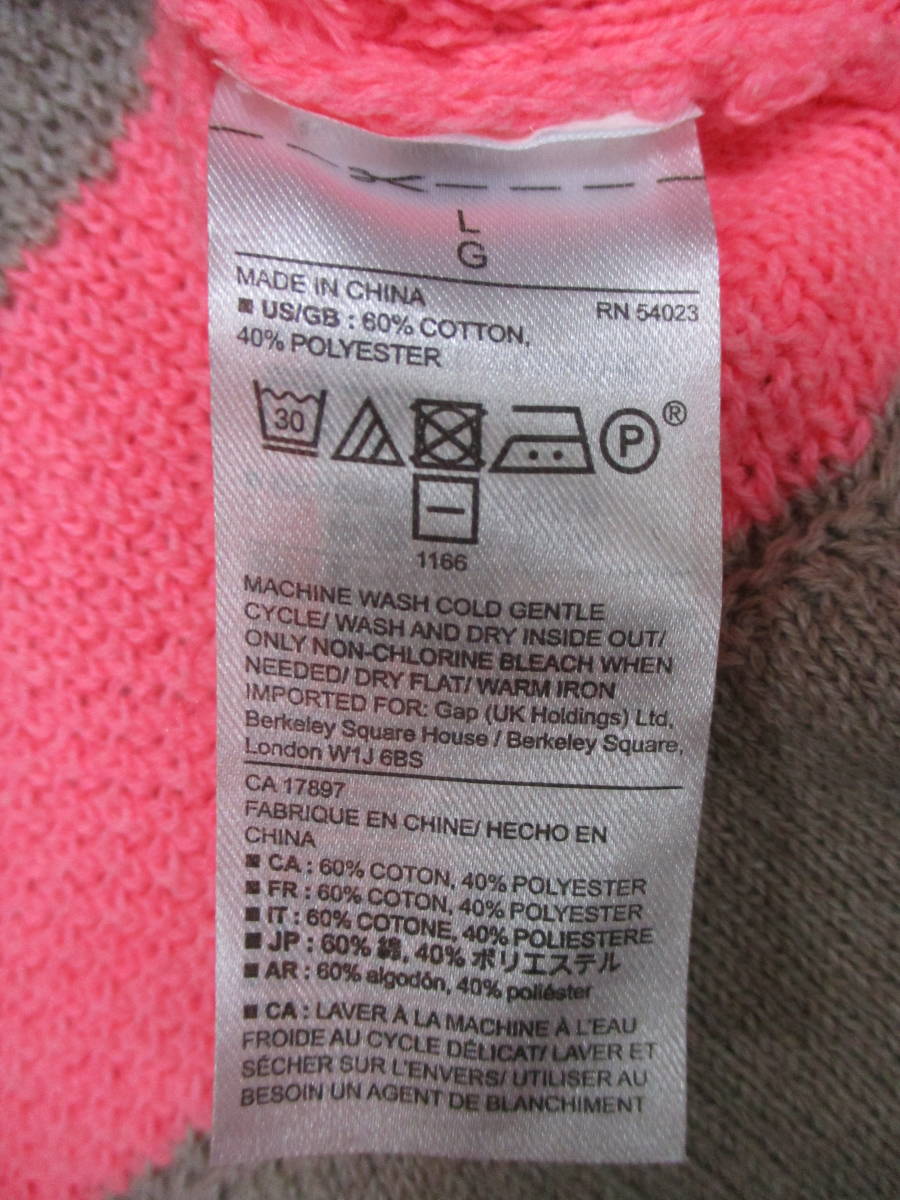 L
G
MADE IN CHINA
RN 54023
■ US/GB : 60% COTTON,
40% POLYESTER
30
P ®
1166
MACHINE WASH COLD GENTLE
CYCLE/ WASH AND DRY INSIDE OUT/
ONLY NON-CHLORINE BLEACH WHEN
NEEDED/ DRY FLAT/ WARM IRON
IMPORTED FOR: Gap (UK Holdings) Ltd,
Berkeley Square House / Berkeley Square,
London W1J 6BS
CA 17897
FABRIQUE EN CHINE/ HECHO EN
CHINA
■ CA : 60% COTON, 40% POLYESTER
■ FR : 60% COTON, 40% POLYESTER
■ IT : 60% COTONE, 40% POLIESTERE
■ JP : 60% 綿, 40% ポリエステル
■ AR : 60% algodón, 40% poliéster
■ CA : LAVER À LA MACHINE À L'EAU
FROIDE AU CYCLE DÉLICAT/ LAVER ET
SÉCHER SUR L'ENVERS/ UTILISER AU
BESOIN UN AGENT DE BLANCHIMENT